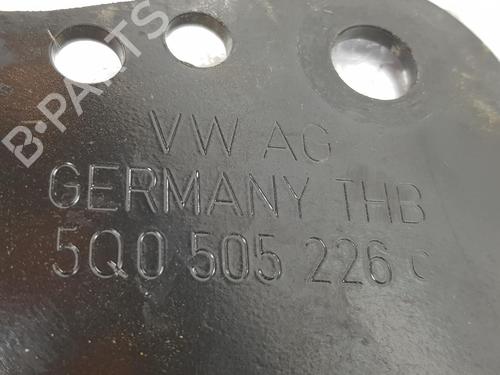 B-PARTS
VW AG
GERMANY THB
5Q0 505 226 C